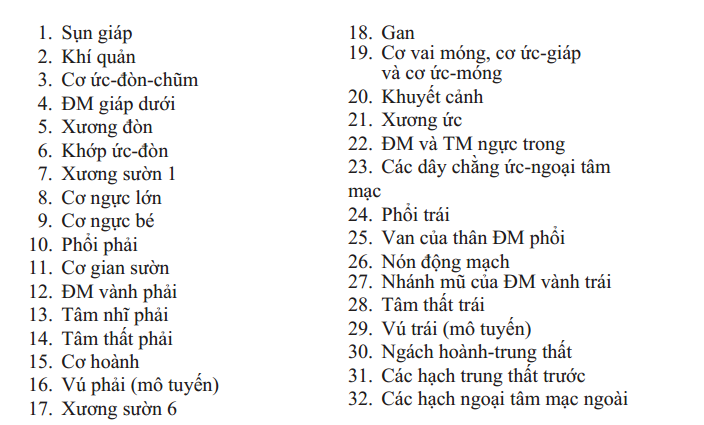 1. Sụn giáp
2. Khí quản
3. Cơ ức-đòn-chũm
4. ĐM giáp dưới
5. Xương đòn
6. Khớp ức-đòn
7. Xương sườn 1
8. Cơ ngực lớn
9. Cơ ngực bé
10. Phổi phải
11. Cơ gian sườn
12. ĐM vành phải
13. Tâm nhĩ phải
14. Tâm thất phải
15. Cơ hoành
16. Vú phải (mô tuyến)
17. Xương sườn 6
18. Gan
19. Cơ vai móng, cơ ức-giáp
và cơ ức-móng
20. Khuyết cảnh
21. Xương ức
22. ĐM và TM ngực trong
23. Các dây chằng ức-ngoại tâm
mạc
24. Phổi trái
25. Van của thân ĐM phổi
26. Nón động mạch
27. Nhánh mũ của ĐM vành trái
28. Tâm thất trái
29. Vú trái (mô tuyến)
30. Ngách hoành-trung thất
31. Các hạch trung thất trước
32. Các hạch ngoại tâm mạc ngoài